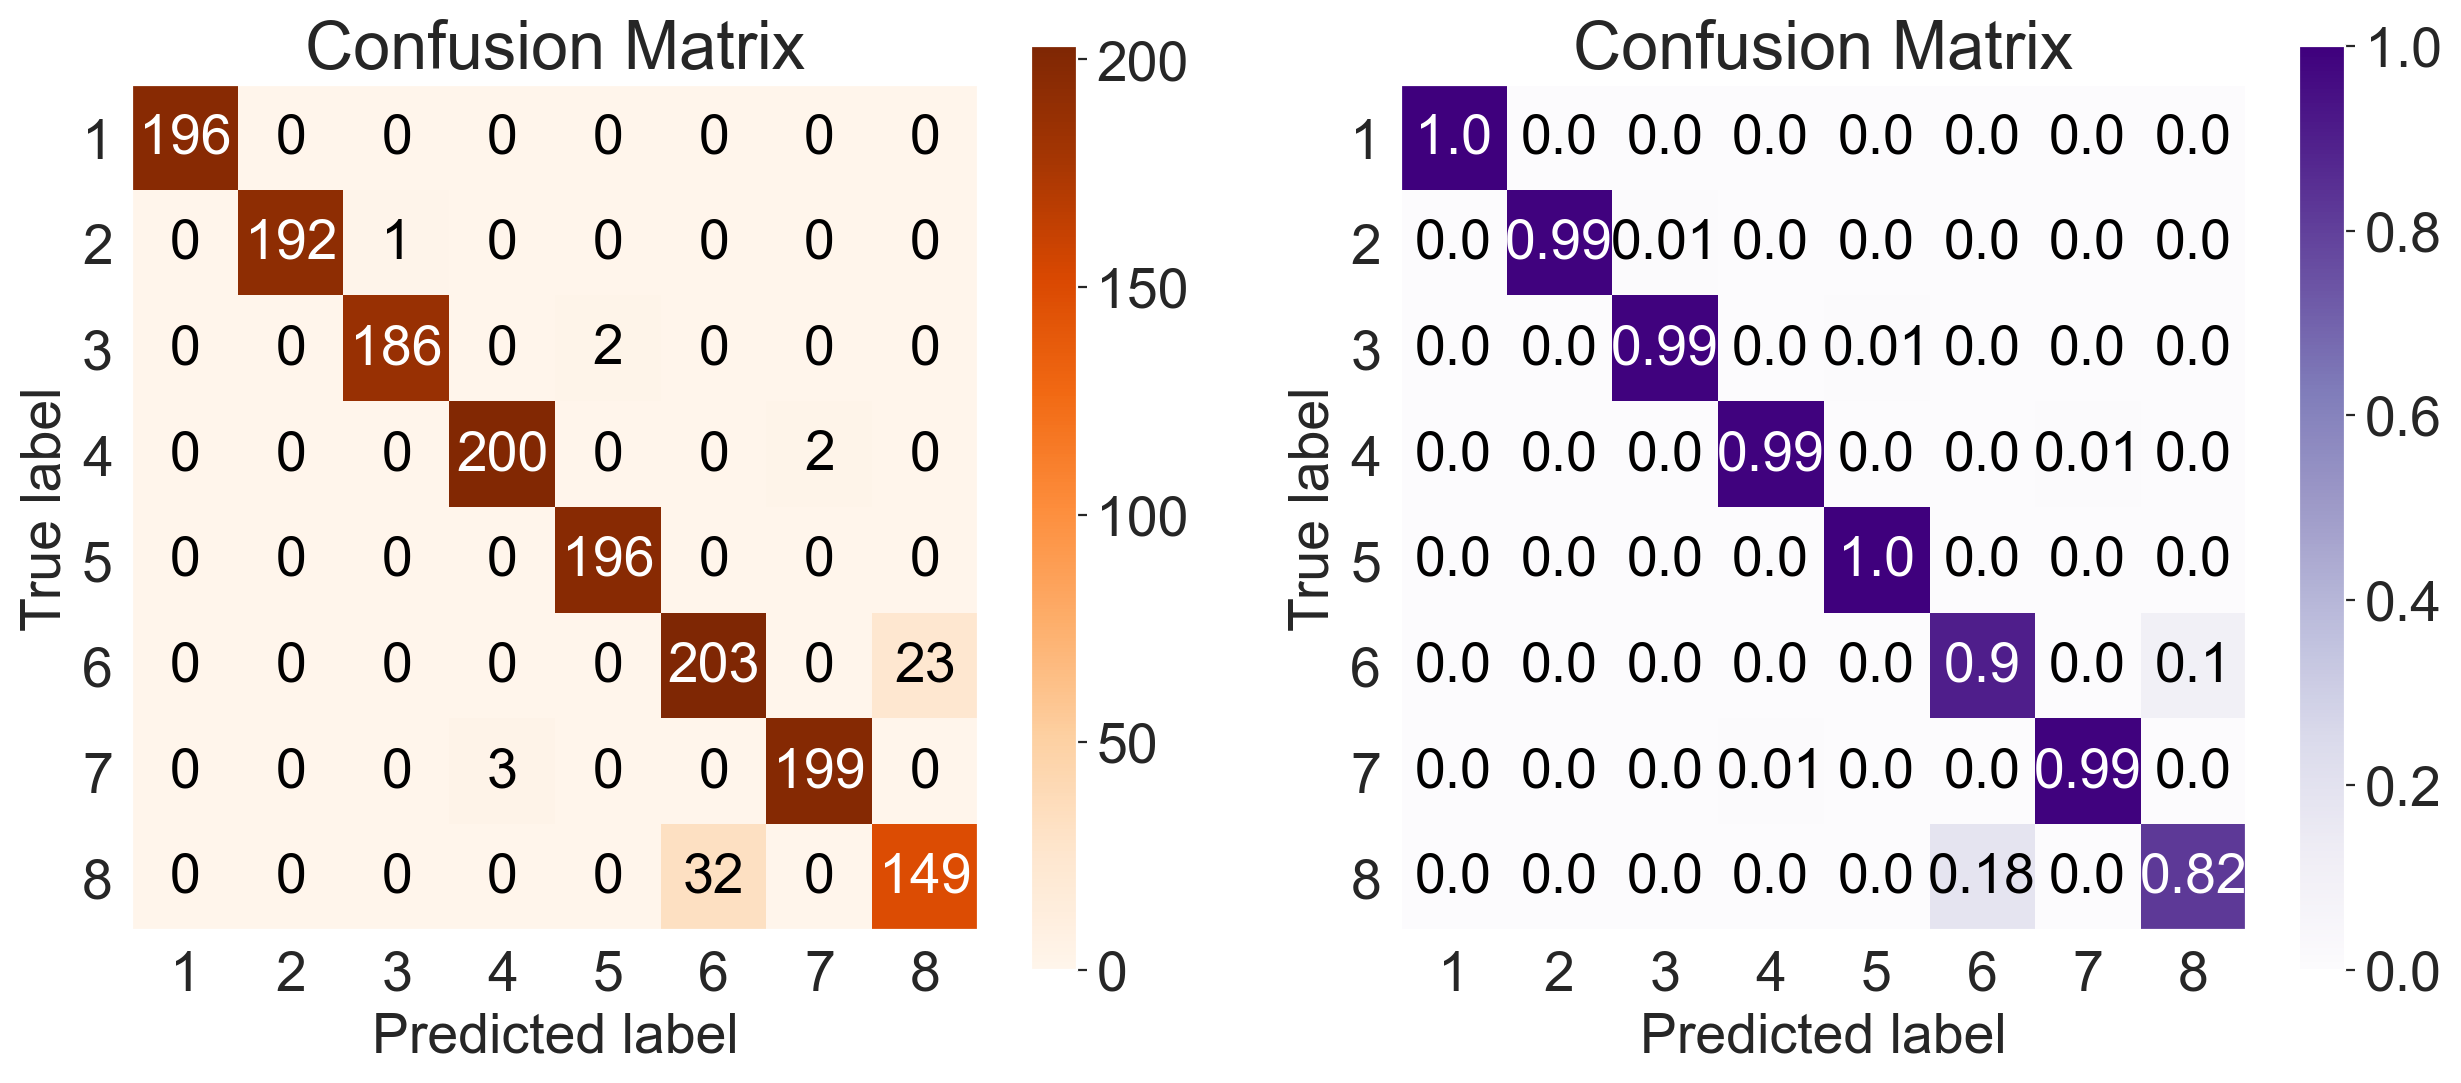 Confusion Matrix
1 196 0 0 0 0 0 0 0
2 0 192 1 0 0 0 0 0
3 0 0 186 0 2 0 0 0
4 0 0 0 200 0 0 2 0
5 0 0 0 0 196 0 0 0
6 0 0 0 0 0 203 0 23
7 0 0 0 3 0 0 199 0
8 0 0 0 0 0 32 0 149
1 2 3 4 5 6 7 8
Predicted label
True label
200
150
100
50
0
Confusion Matrix
1 1.0 0.0 0.0 0.0 0.0 0.0 0.0 0.0
2 0.0 0.99 0.01 0.0 0.0 0.0 0.0 0.0
3 0.0 0.0 0.99 0.0 0.01 0.0 0.0 0.0
4 0.0 0.0 0.0 0.99 0.0 0.0 0.01 0.0
5 0.0 0.0 0.0 0.0 1.0 0.0 0.0 0.0
6 0.0 0.0 0.0 0.0 0.0 0.9 0.0 0.1
7 0.0 0.0 0.0 0.01 0.0 0.0 0.99 0.0
8 0.0 0.0 0.0 0.0 0.0 0.18 0.0 0.82
1 2 3 4 5 6 7 8
Predicted label
True label
1.0
0.8
0.6
0.4
0.2
0.0